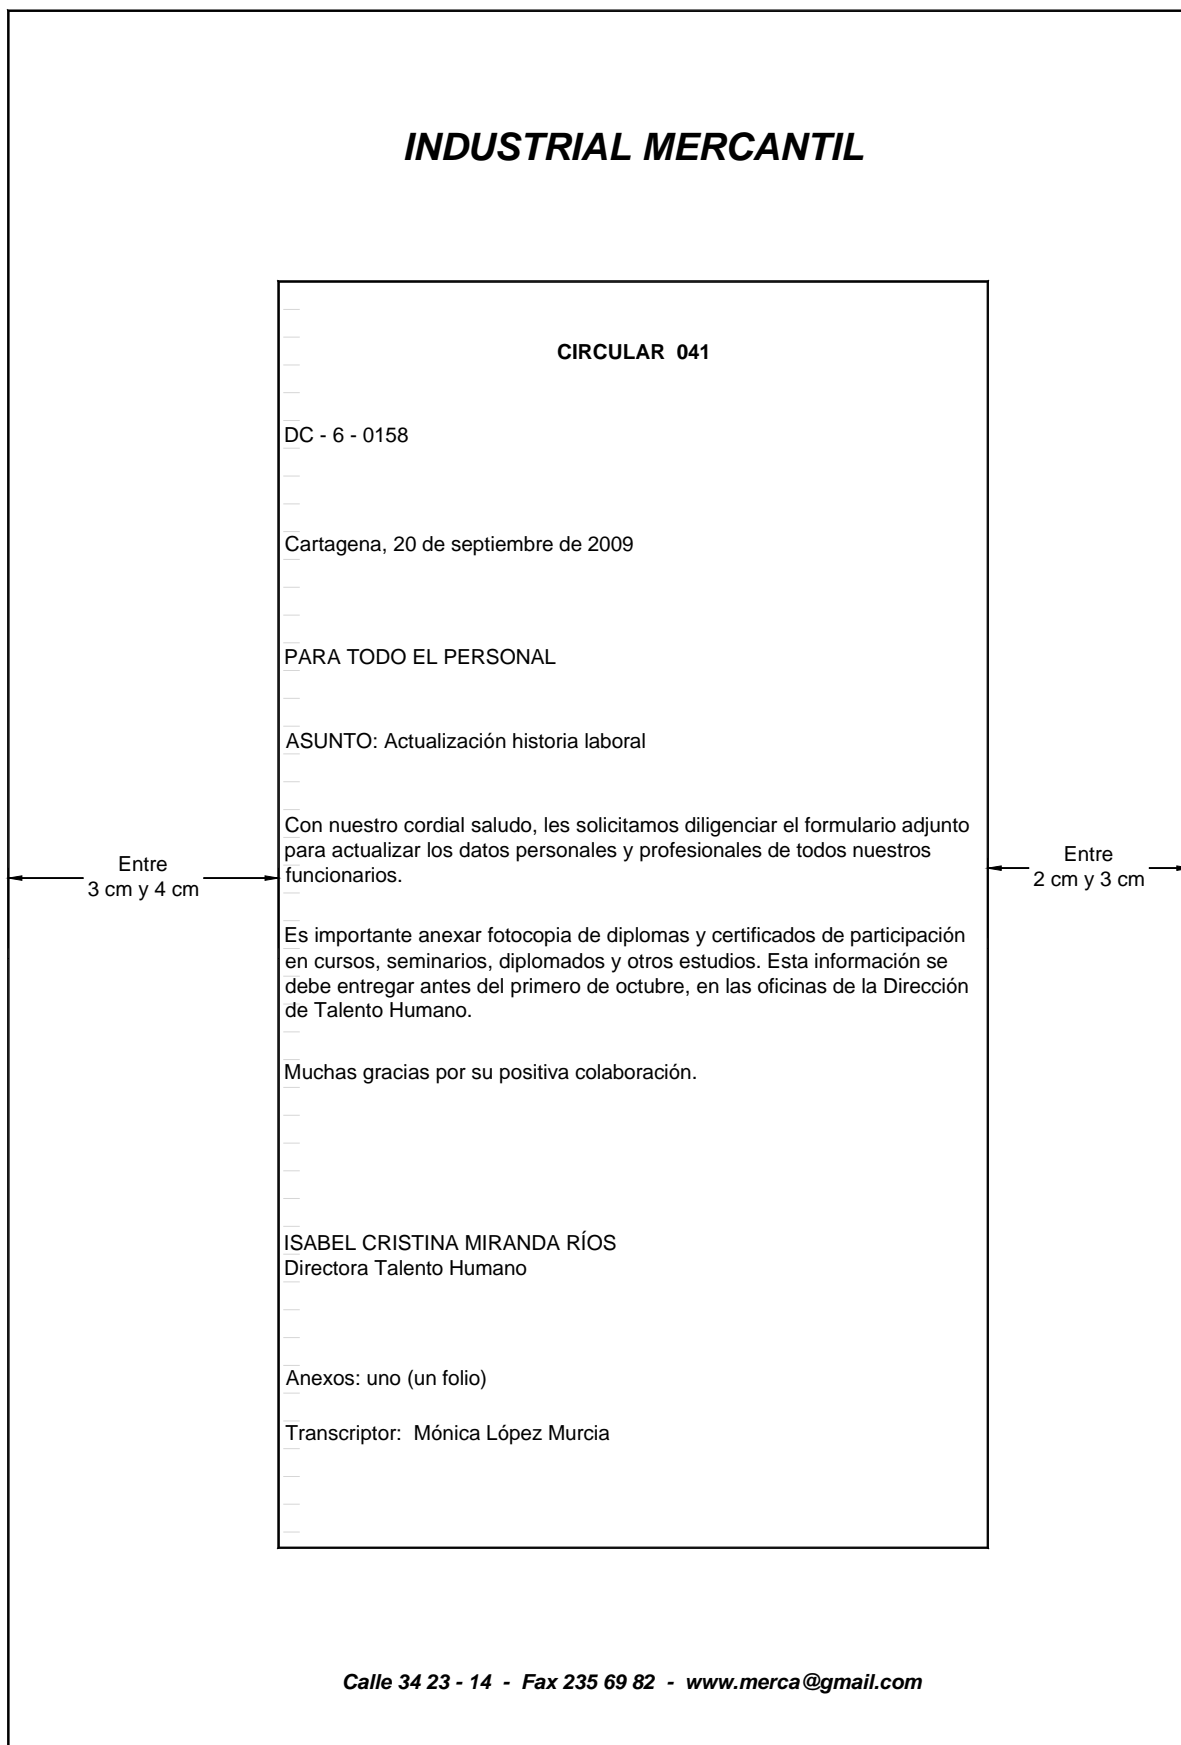 INDUSTRIAL MERCANTIL
CIRCULAR  041
DC - 6 - 0158
Cartagena, 20 de septiembre de 2009
PARA TODO EL PERSONAL
ASUNTO: Actualización historia laboral
Con nuestro cordial saludo, les solicitamos diligenciar el formulario adjunto
para actualizar los datos personales y profesionales de todos nuestros
funcionarios.
Entre
3 cm y 4 cm
Entre
2 cm y 3 cm
Es importante anexar fotocopia de diplomas y certificados de participación
en cursos, seminarios, diplomados y otros estudios. Esta información se
debe entregar antes del primero de octubre, en las oficinas de la Dirección
de Talento Humano.
Muchas gracias por su positiva colaboración.
ISABEL CRISTINA MIRANDA RÍOS
Directora Talento Humano
Anexos: uno (un folio)
Transcriptor:  Mónica López Murcia
Calle 34 23 - 14  -  Fax 235 69 82  -  www.merca@gmail.com